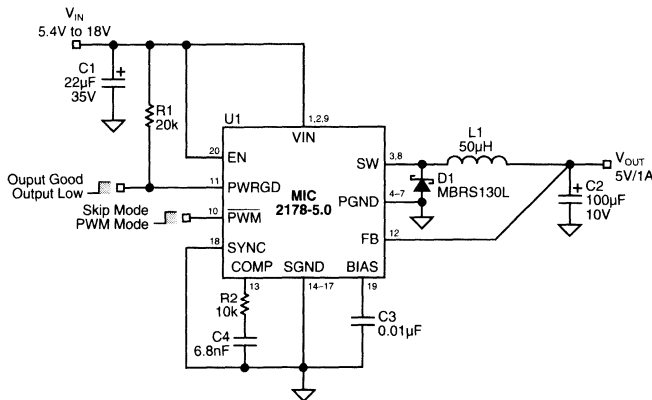 VIN
5.4V to 18V
C1
22µF
35V
R1
20k
U1
1,2,9
VIN
20
EN
Ouput Good
Output Low
11
PWRGD
Skip Mode
PWM Mode
10
PWM
18
SYNC
MIC
2178-5.0
SW
3,8
PGND
4–7
FB
12
COMP
13
SGND
14–17
BIAS
19
L1
50µH
D1
MBRS130L
VOUT
5V/1A
C2
100µF
10V
R2
10k
C4
6.8nF
C3
0.01µF